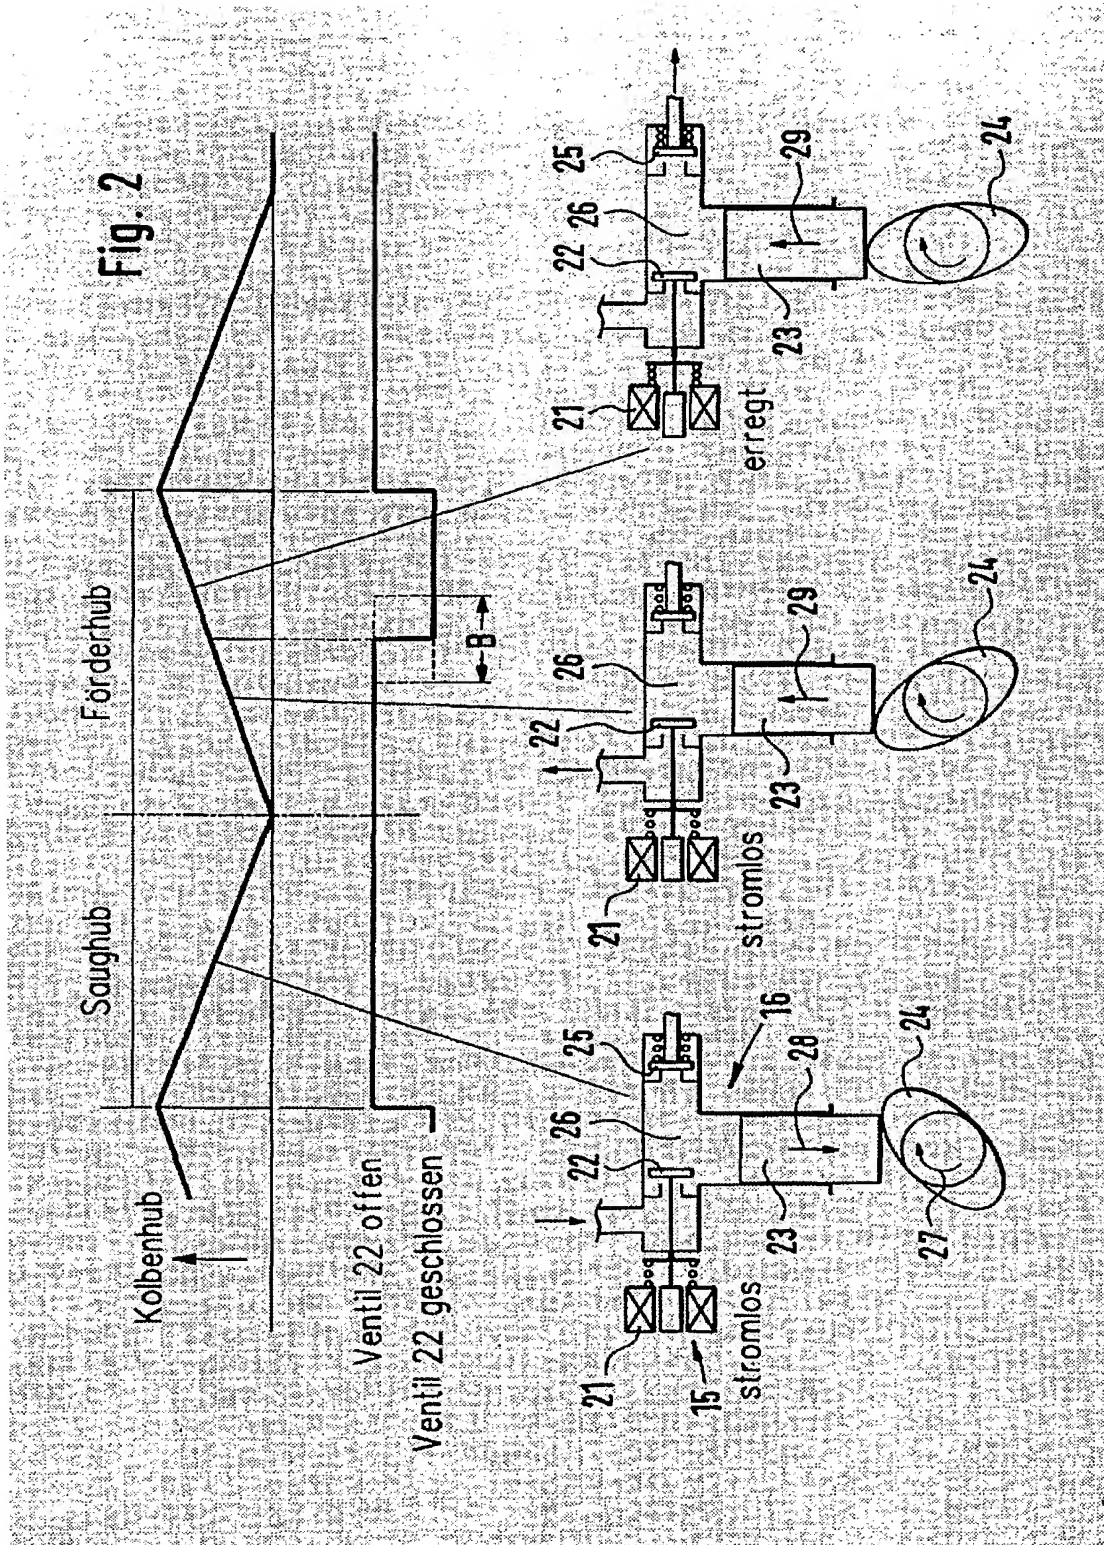 Fig. 2
Saughub
Förderhub
Kolbenhub
Ventil 22 offen
Ventil 22 geschlossen
B
21
22
26
25
16
15
stromlos
23
28
27
24
21
22
26
stromlos
23
29
24
21
22
26
25
erregt
23
29
24